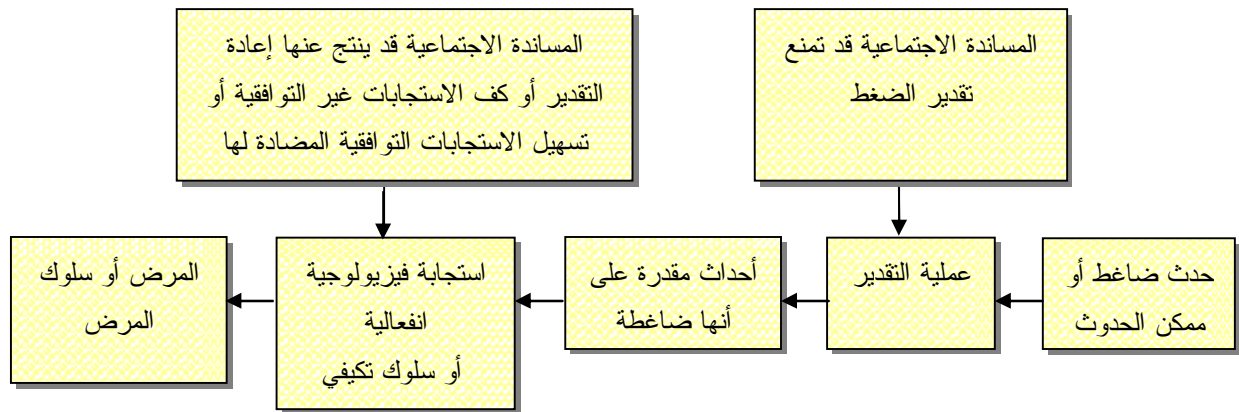 المساندة الاجتماعية قد تمنع
تقدير الضغط
المساندة الاجتماعية قد ينتج عنها إعادة
التقدير أو كف الاستجابات غير التوافقية أو
تسهيل الاستجابات التوافقية المضادة لها
حدث ضاغط أو
ممكن الحدوث
عملية التقدير
أحداث مقدرة على
أنها ضاغطة
استجابة فيزيولوجية
انفعالية
أو سلوك تكيفي
المرض أو سلوك
المرض